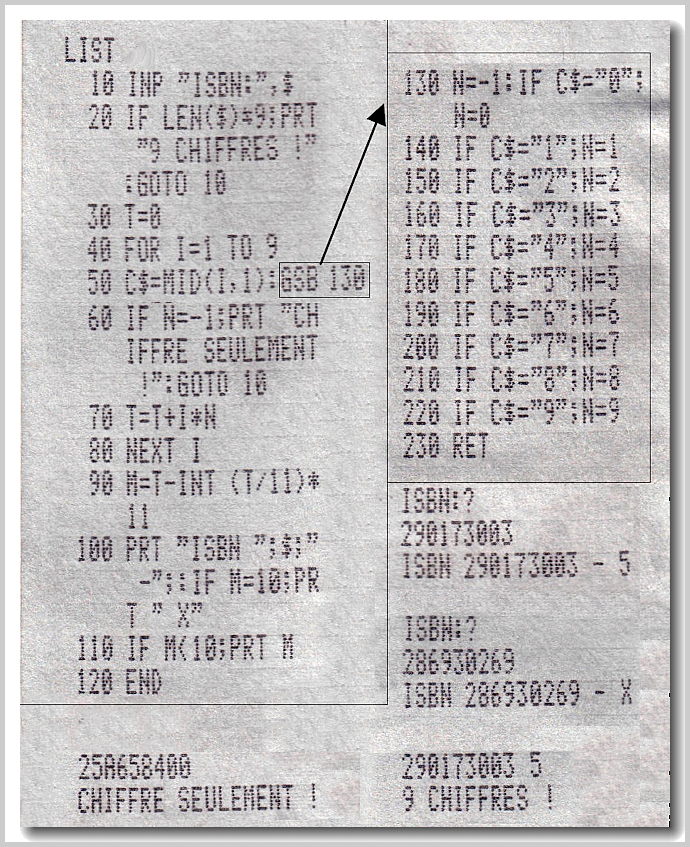 LIST
10 INP "ISBN:",$
20 IF LEN($)≠9;PRT
"9 CHIFFRES !"
:GOTO 10
30 T=0
40 FOR I=1 TO 9
50 C$=MID(I,1):GSB 130
60 IF N=-1;PRT "CH
IFFRE SEULEMENT
!":GOTO 10
70 T=T+I*N
80 NEXT I
90 M=T-INT (T/11)*
11
100 PRT "ISBN ";$;"
-";:IF M=10;PR
T " X"
110 IF M<10;PRT M
120 END
130 N=-1:IF C$="0";
N=0
140 IF C$="1";N=1
150 IF C$="2";N=2
160 IF C$="3";N=3
170 IF C$="4";N=4
180 IF C$="5";N=5
190 IF C$="6";N=6
200 IF C$="7";N=7
210 IF C$="8";N=8
220 IF C$="9";N=9
230 RET
ISBN:?
290173003
ISBN 290173003 - 5
ISBN:?
286930269
ISBN 286930269 - X
25A658400
CHIFFRE SEULEMENT !
290173003 5
9 CHIFFRES !